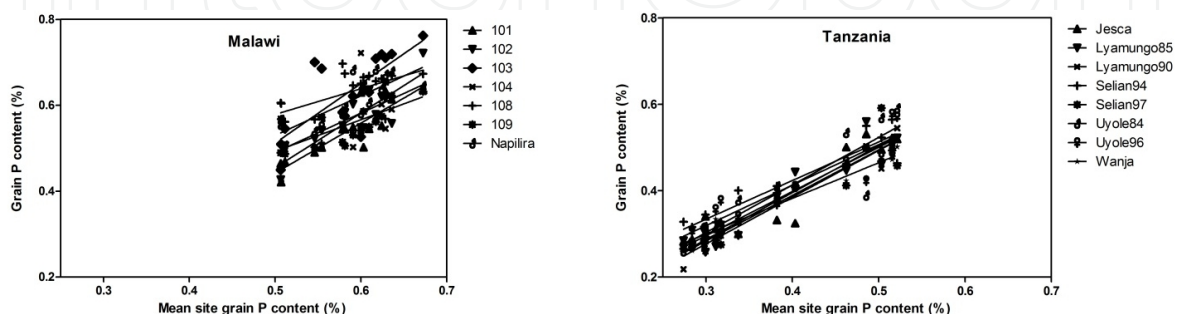 Malawi
Grain P content (%)
0.8
0.6
0.4
0.2
0.3
0.4
0.5
0.6
0.7
Mean site grain P content (%)
101
102
103
104
108
109
Napilira
Tanzania
Grain P content (%)
0.8
0.6
0.4
0.2
0.3
0.4
0.5
0.6
0.7
Mean site grain P content (%)
Jesca
Lyamungo85
Lyamungo90
Selian94
Selian97
Uyole84
Uyole96
Wanja